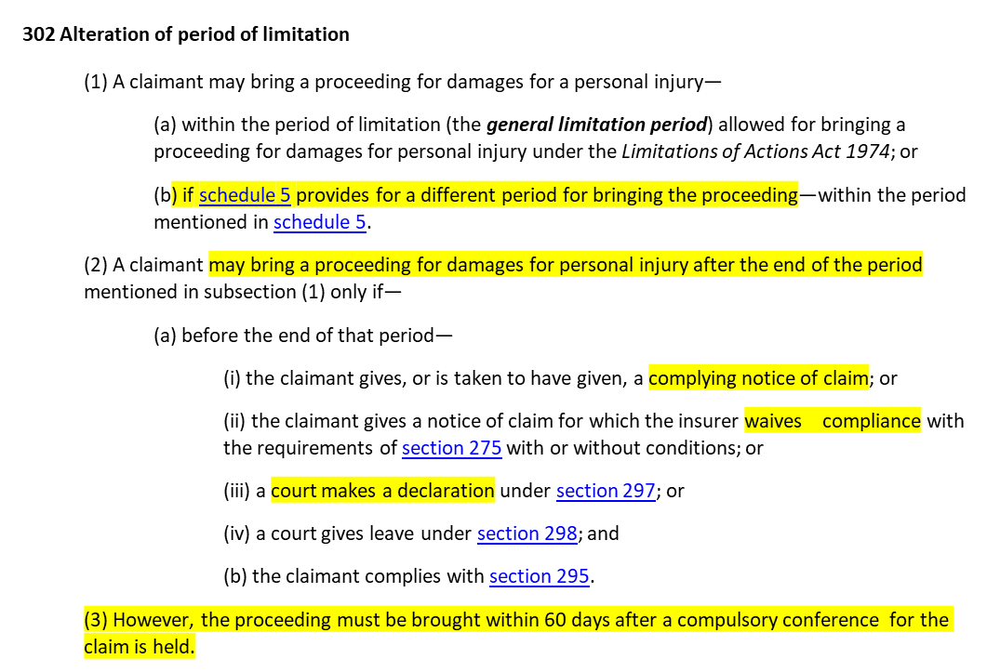 302 Alteration of period of limitation
(1) A claimant may bring a proceeding for damages for a personal injury—
(a) within the period of limitation (the general limitation period) allowed for bringing a
proceeding for damages for personal injury under the Limitations of Actions Act 1974; or
(b) if schedule 5 provides for a different period for bringing the proceeding—within the period
mentioned in schedule 5.
(2) A claimant may bring a proceeding for damages for personal injury after the end of the period
mentioned in subsection (1) only if—
(a) before the end of that period—
(i) the claimant gives, or is taken to have given, a complying notice of claim; or
(ii) the claimant gives a notice of claim for which the insurer waives compliance with
the requirements of section 275 with or without conditions; or
(iii) a court makes a declaration under section 297; or
(iv) a court gives leave under section 298; and
(b) the claimant complies with section 295.
(3) However, the proceeding must be brought within 60 days after a compulsory conference for the
claim is held.